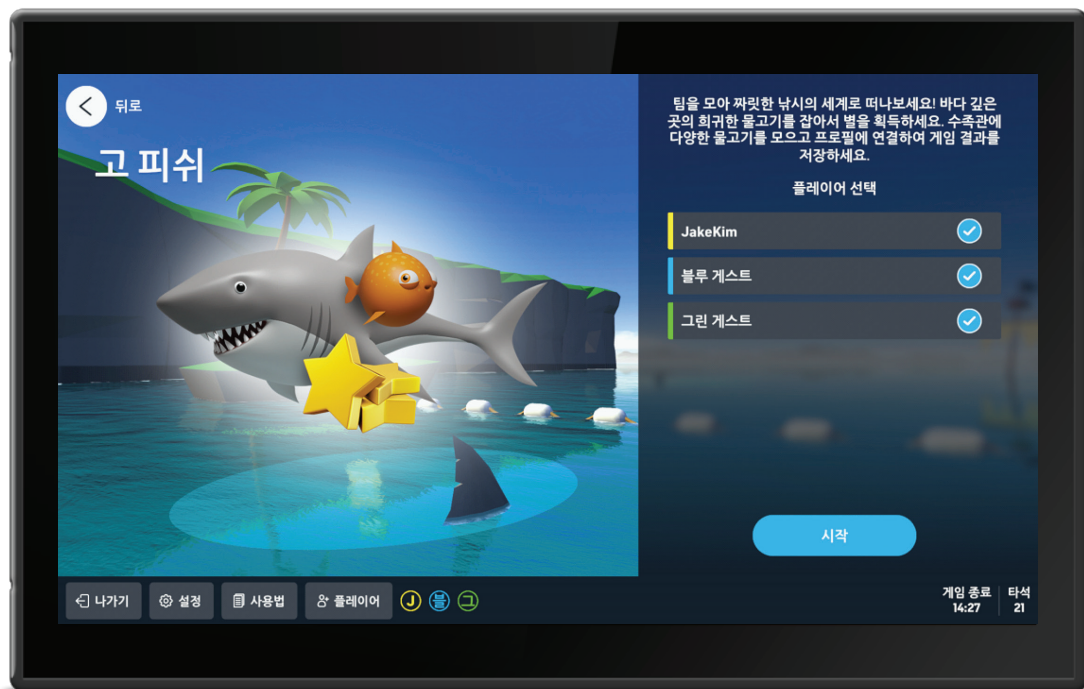 뒤로
고 피쉬
팀을 모아 짜릿한 낚시의 세계로 떠나보세요! 바다 깊은
곳의 희귀한 물고기를 잡아서 별을 획득하세요. 수족관에
다양한 물고기를 모으고 프로필에 연결하여 게임 결과를
저장하세요.
플레이어 선택
JakeKim
블루 게스트
그린 게스트
시작
나가기 설정 사용법 플레이어 J 블 그
게임 종료 타석
14:27 21